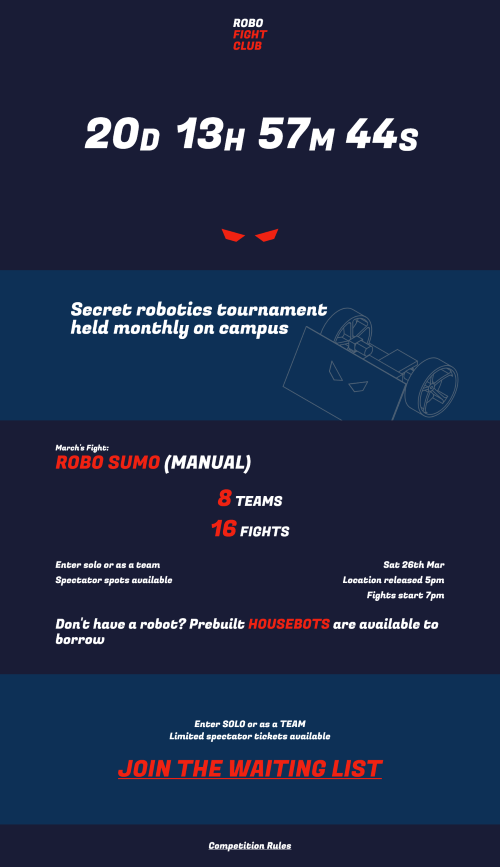 ROBO
FIGHT
CLUB
20D 13H 57M 44S
Secret robotics tournament
held monthly on campus
March's Fight:
ROBO SUMO (MANUAL)
8 TEAMS
16 FIGHTS
Enter solo or as a team
Spectator spots available
Sat 26th Mar
Location released 5pm
Fights start 7pm
Don't have a robot? Prebuilt HOUSEBOTS are available to
borrow
Enter SOLO or as a TEAM
Limited spectator tickets available
JOIN THE WAITING LIST
Competition Rules